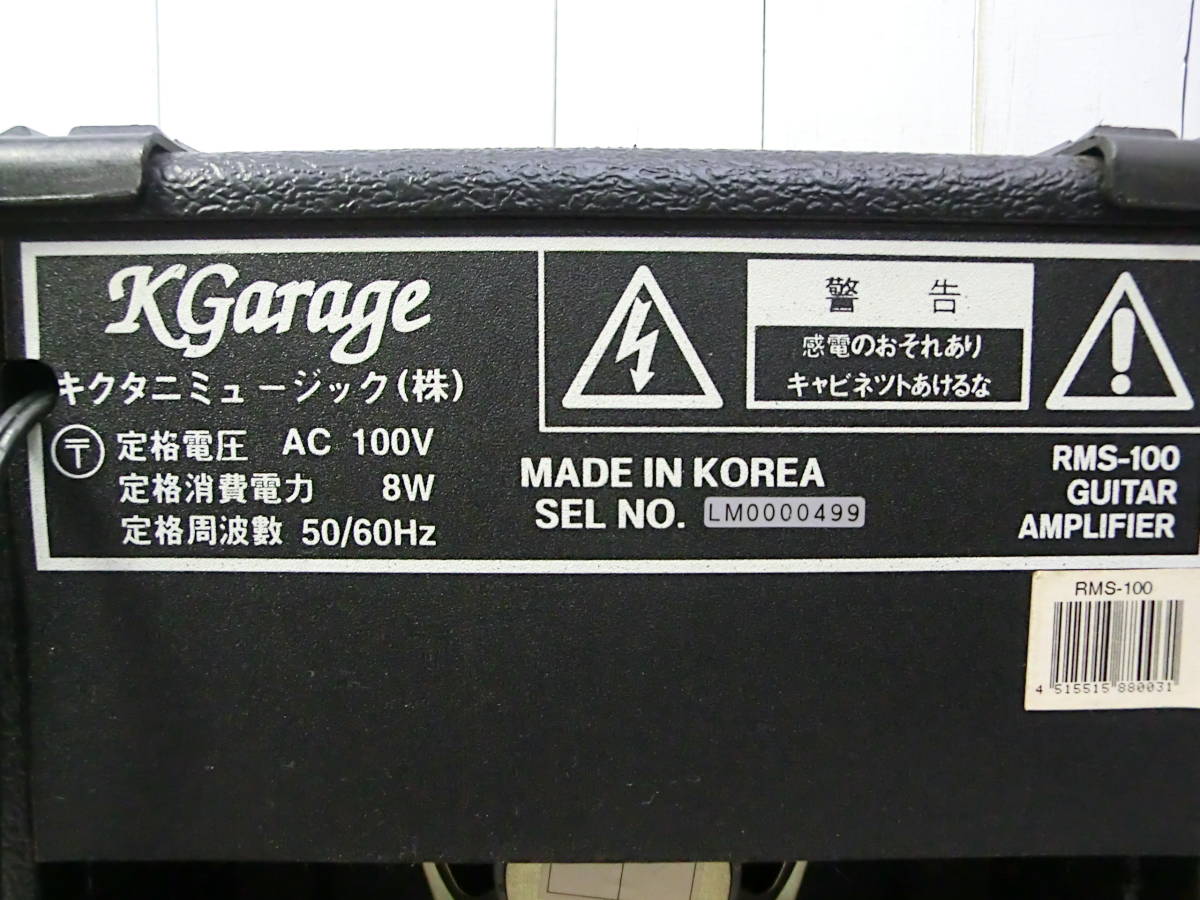 KGarage
キクタニミュージック(株)
〒 定格電圧 AC 100V
定格消費電力 8W
定格周波數 50/60Hz
警告
感電のおそれあり
キャビネツトあけるな
MADE IN KOREA
SEL NO. LM0000499
RMS-100
GUITAR
AMPLIFIER
RMS-100
4 515515 880031